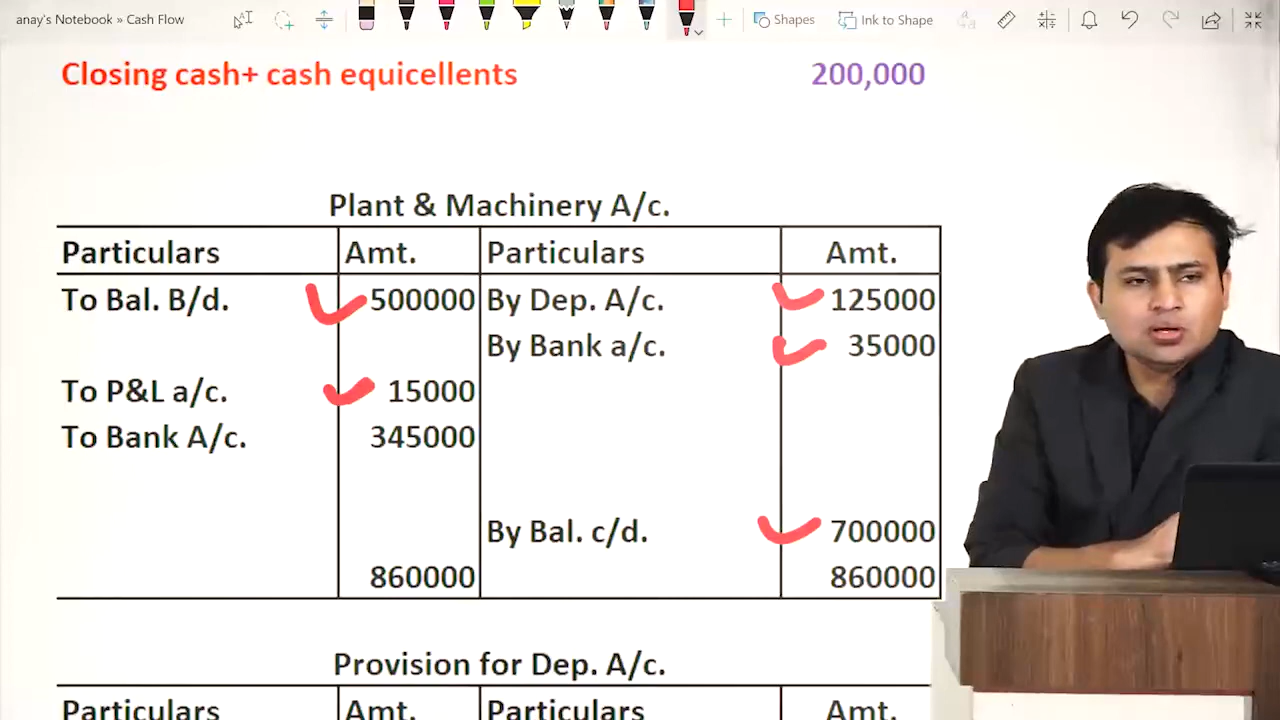 anay's Notebook » Cash Flow
Shapes
Ink to Shape
Closing cash+ cash equicellents 200,000
Plant & Machinery A/c.
Particulars Amt. Particulars Amt.
To Bal. B/d. 500000 By Dep. A/c. 125000
By Bank a/c. 35000
To P&L a/c. 15000
To Bank A/c. 345000
By Bal. c/d. 700000
860000 860000
Provision for Dep. A/c.
Particulars Amt. Particulars Amt.